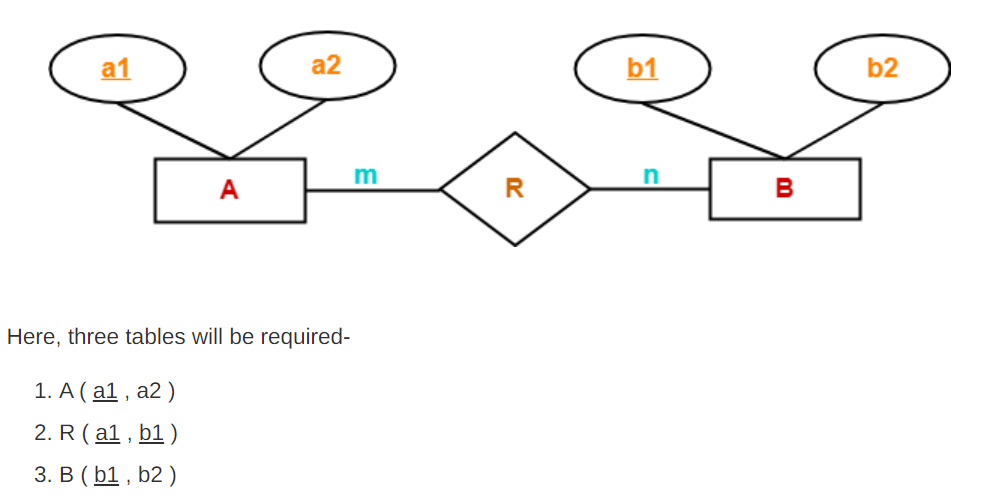 a1 a2 b1 b2
A m R n B
Here, three tables will be required-
1. A ( a1 , a2 )
2. R ( a1 , b1 )
3. B ( b1 , b2 )